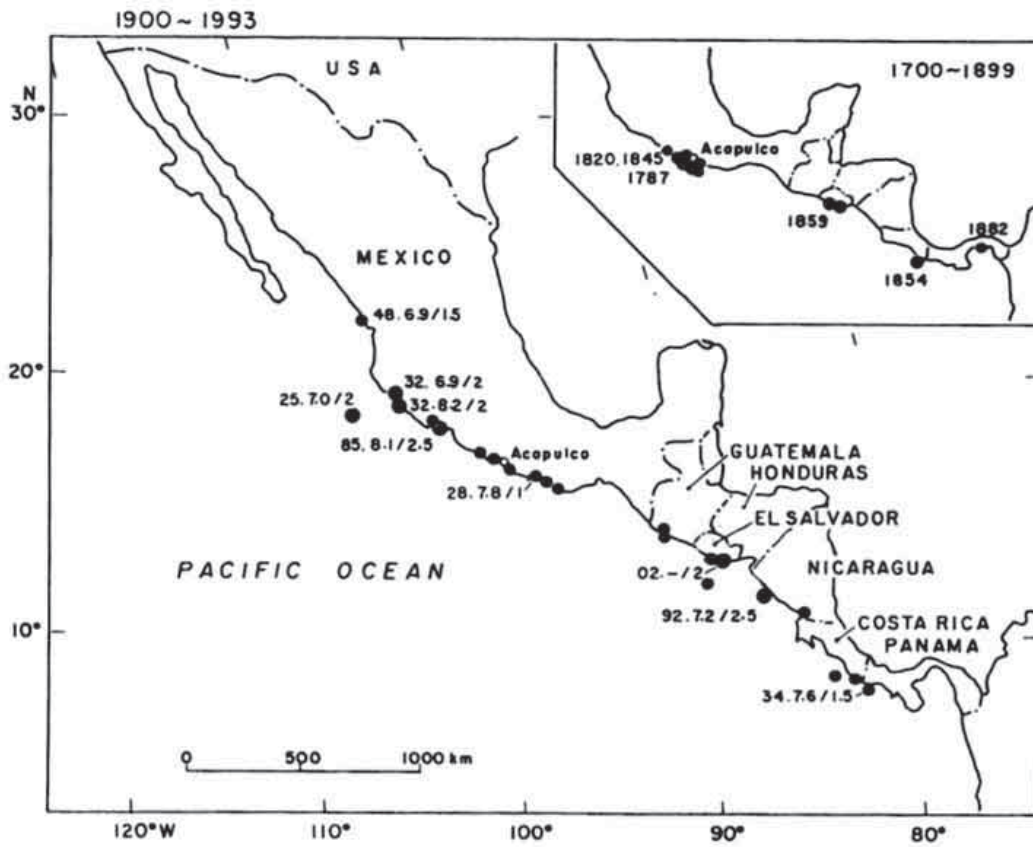 1900~1993
USA
1700~1899
N
30°
Acapulco
1820,1845
1787
1859
1882
1854
MEXICO
48.6.9/1.5
20°
32. 6.9/2
25.7.0/2
32.8.2/2
85.8.1/2.5
Acapulco
28.7.8/1
GUATEMALA
HONDURAS
EL SALVADOR
PACIFIC OCEAN
02.-/2
NICARAGUA
92.7.2/2.5
COSTA RICA
10°
PANAMA
34.7.6/1.5
0 500 1000 km
120°W 110° 100° 90° 80°